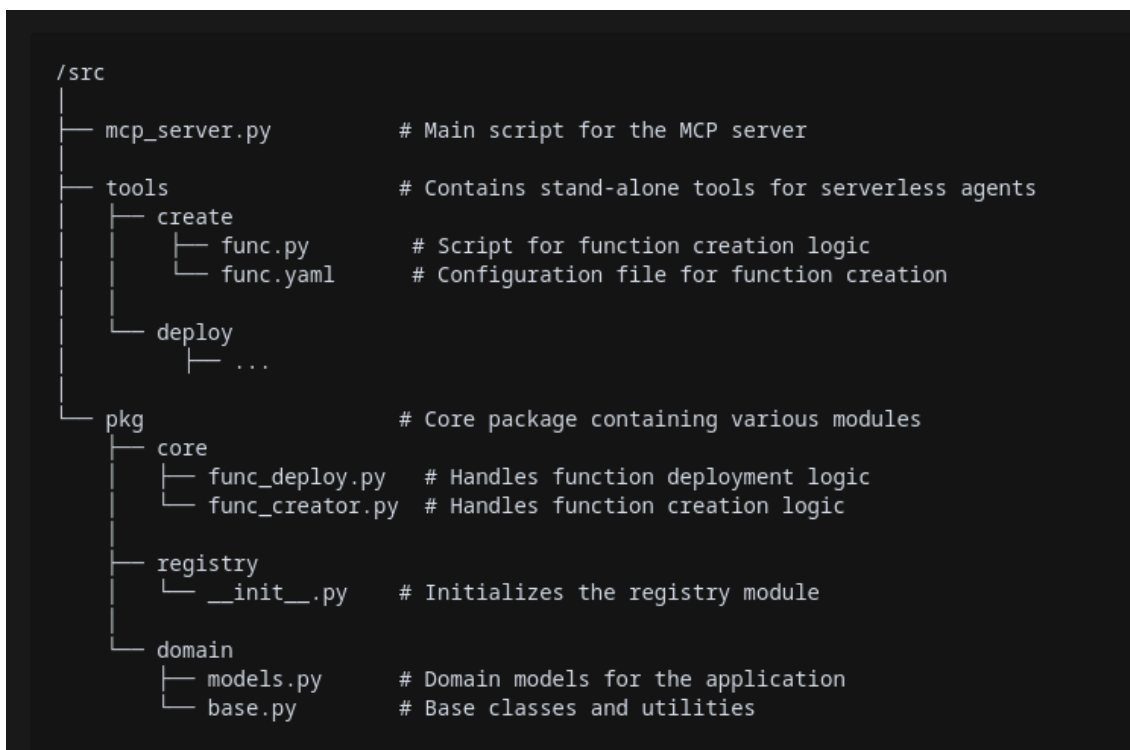 /src
│
├── mcp_server.py          # Main script for the MCP server
│
├── tools                  # Contains stand-alone tools for serverless agents
│   ├── create
│   │    ├── func.py        # Script for function creation logic
│   │    └── func.yaml      # Configuration file for function creation
│   │
│   └── deploy
│         ├── ...
│
└── pkg                    # Core package containing various modules
    ├── core
    │   ├── func_deploy.py   # Handles function deployment logic
    │   └── func_creator.py  # Handles function creation logic
    │
    ├── registry
    │   └── __init__.py    # Initializes the registry module
    │
    └── domain
        ├── models.py      # Domain models for the application
        └── base.py        # Base classes and utilities